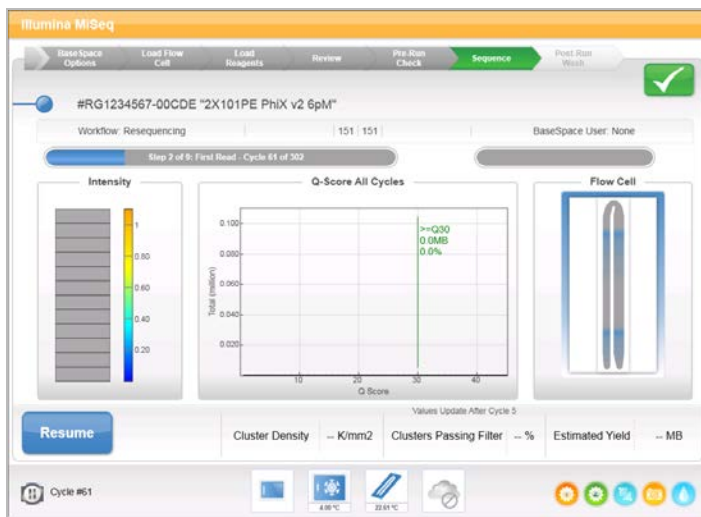 Illumina MiSeq
BaseSpace Options
Load Flow Cell
Load Reagents
Review
Pre-Run Check
Sequence
Post Run Wash
#RG1234567-00CDE "2X101PE PhiX v2 6pM"
Workflow: Resequencing
151 | 151
BaseSpace User: None
Step 2 of 9: First Read - Cycle 61 of 302
Intensity
1
0.80
0.60
0.40
0.20
Q-Score All Cycles
Total (million)
0.100
0.080
0.060
0.040
0.020
>=Q30
0.0MB
0.0%
10 20 30 40
Q Score
Flow Cell
Values Update After Cycle 5
Resume
Cluster Density -- K/mm2 Clusters Passing Filter -- % Estimated Yield -- MB
Cycle #61
4.00 °C
22.61 °C